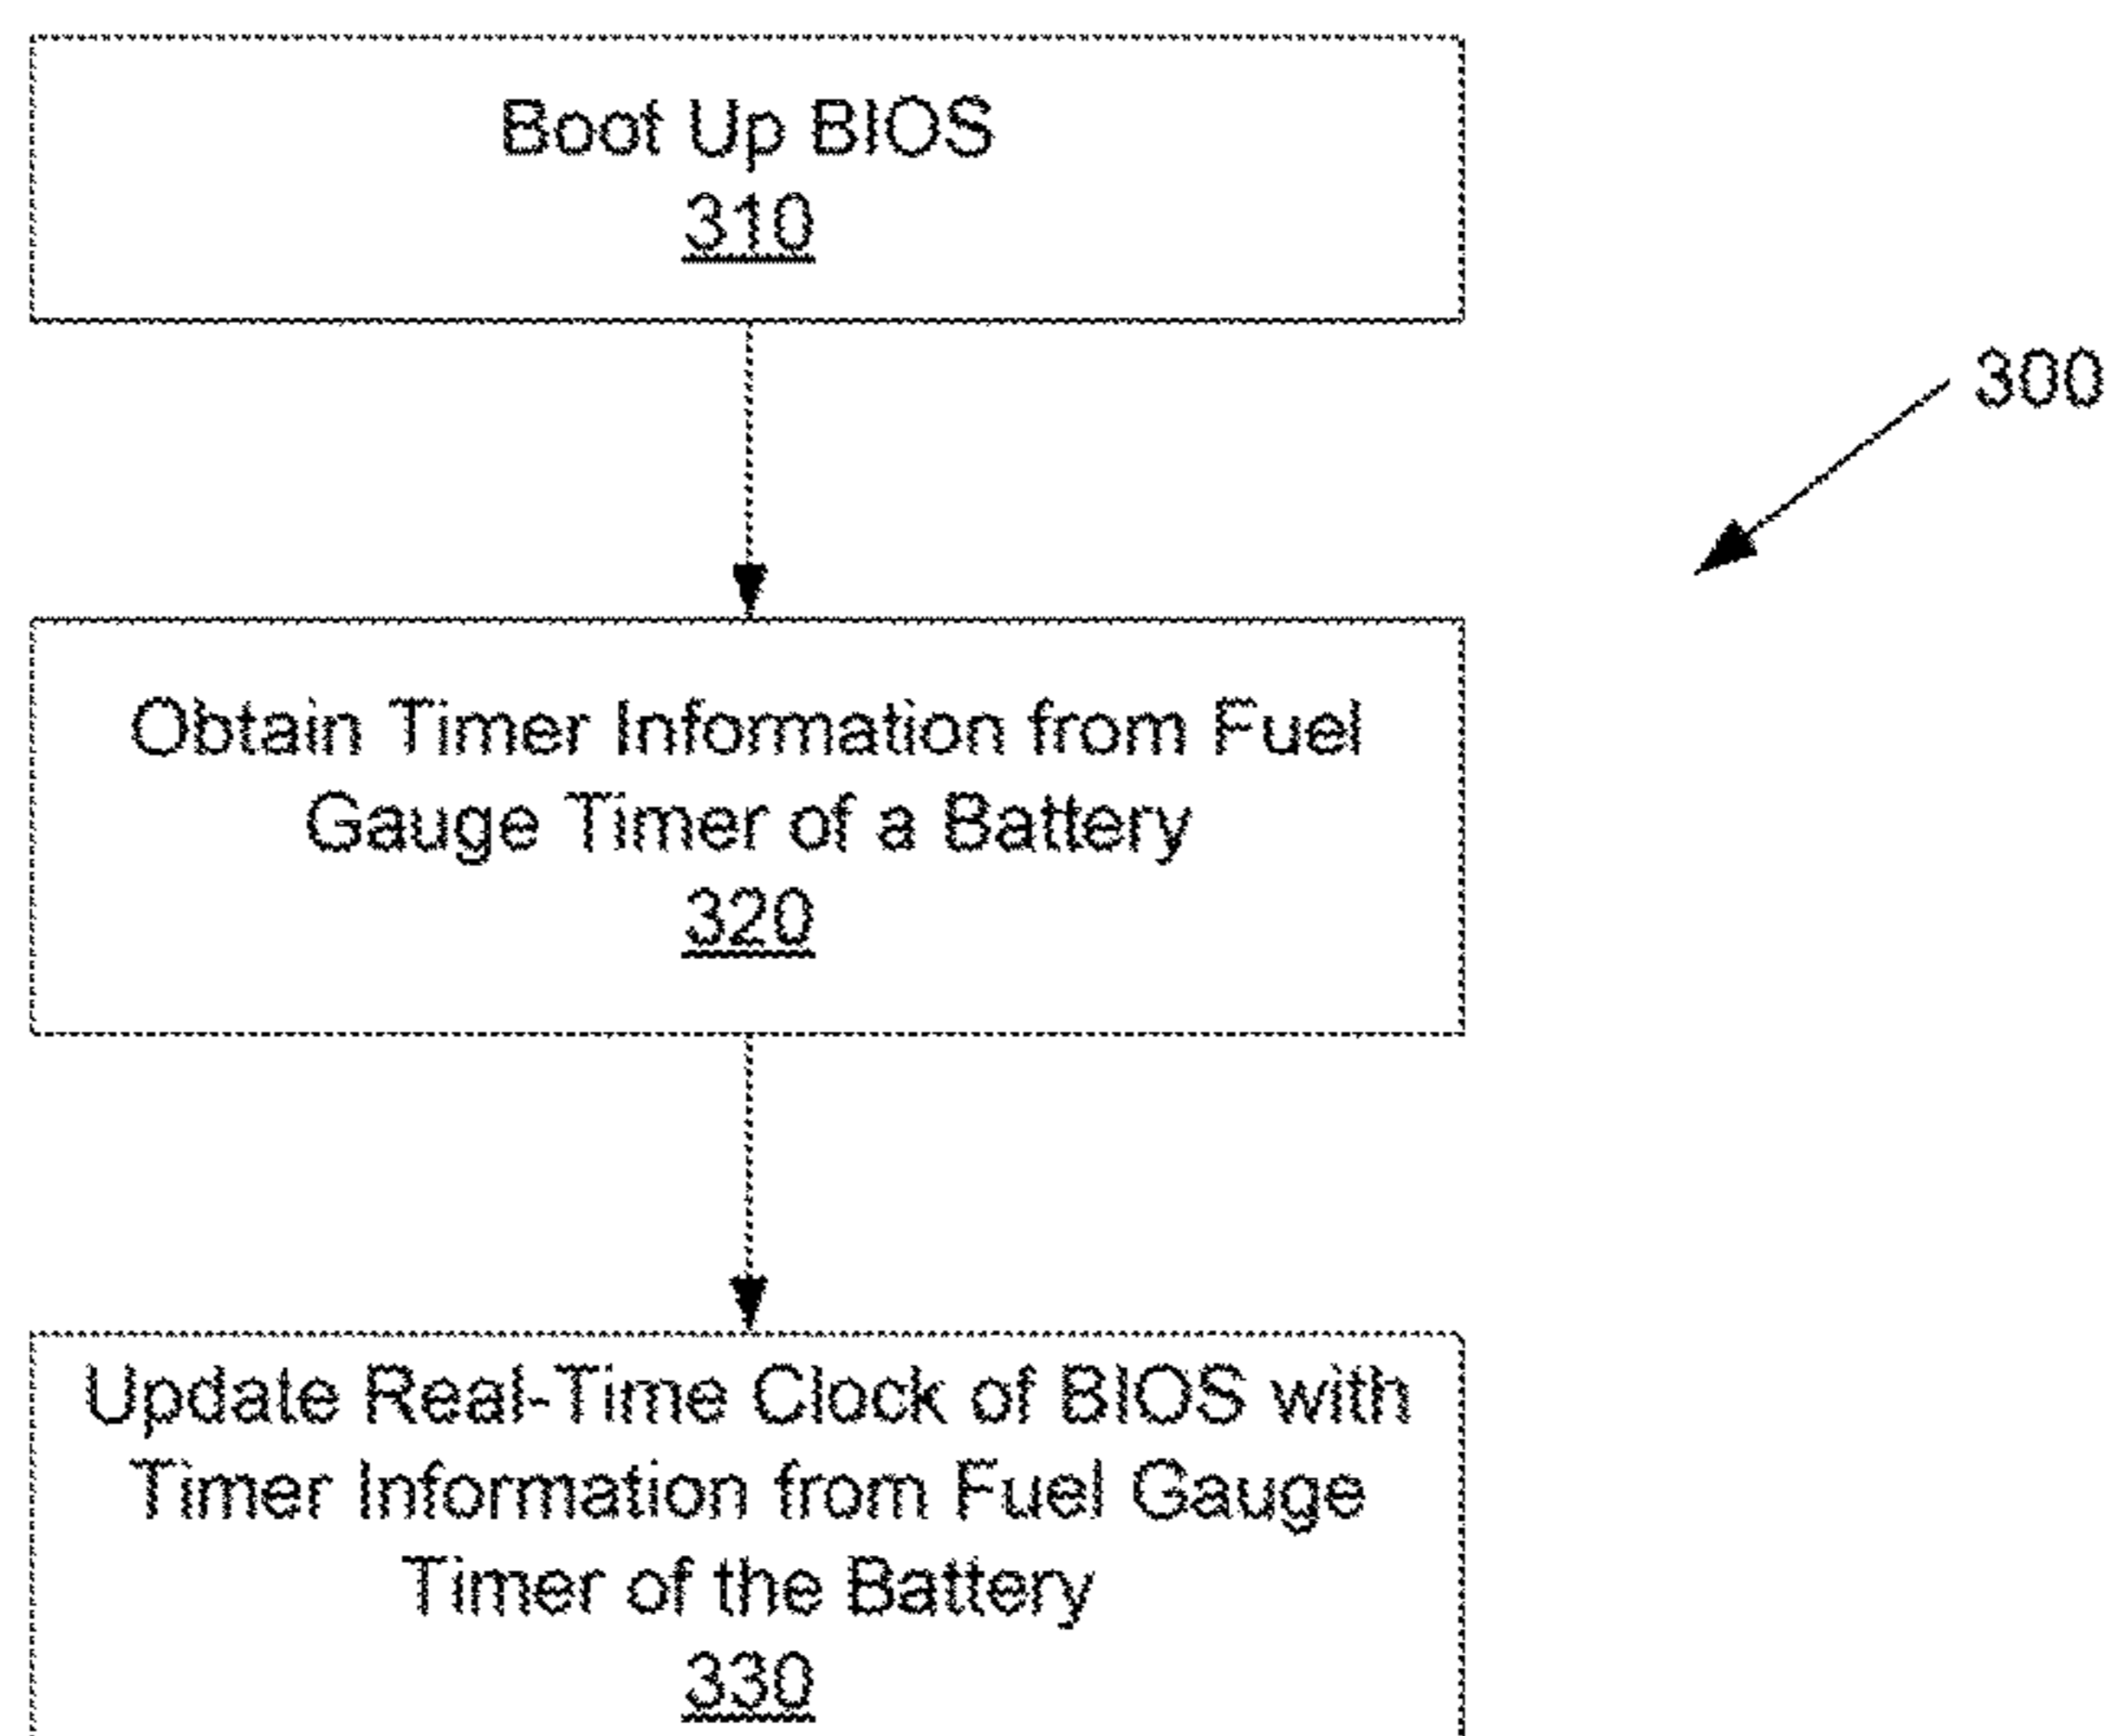 Boot Up BIOS
310
300
Obtain Timer Information from Fuel
Gauge Timer of a Battery
320
Update Real-Time Clock of BIOS with
Timer Information from Fuel Gauge
Timer of the Battery
330